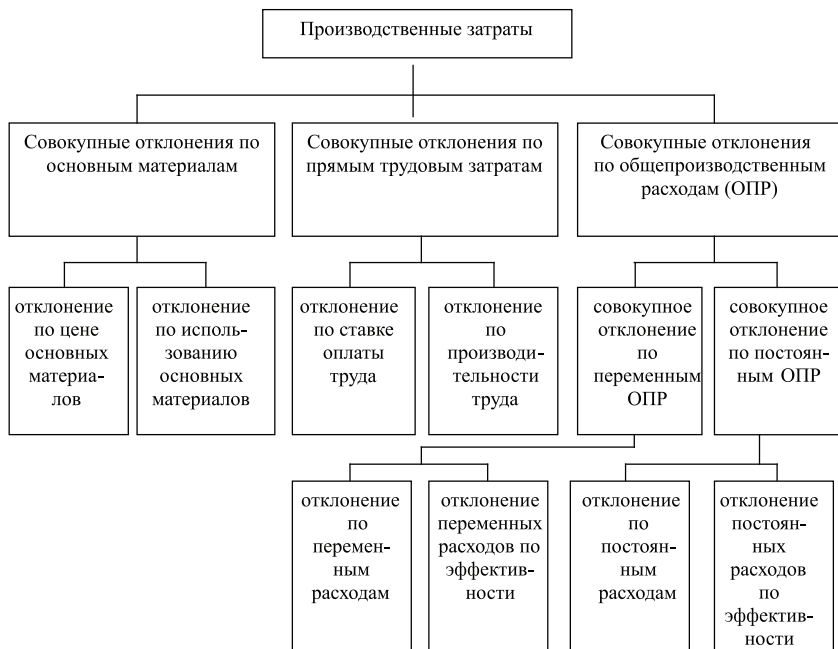 Производственные затраты
Совокупные отклонения по
основным материалам
Совокупные отклонения по
прямым трудовым затратам
Совокупные отклонения
по общепроизводственным
расходам (ОПР)
отклонение
по цене
основных
материа-
лов
отклонение
по исполь-
зованию
основных
материалов
отклонение
по ставке
оплаты
труда
отклонение
по
производи-
тельности
труда
совокупное
отклонение
по
переменным
ОПР
совокупное
отклонение
по постоян-
ным ОПР
отклонение
по
перемен-
ным
расходам
отклонение
переменных
расходов по
эффектив-
ности
отклонение
по
постоян-
ным
расходам
отклонение
постоян-
ных
расходов
по
эффектив-
ности